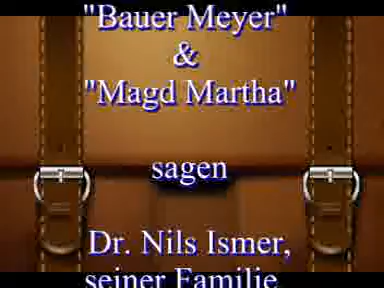 "Bauer Meyer"
&
"Magd Martha"
sagen
Dr. Nils Ismer,
seiner Familie